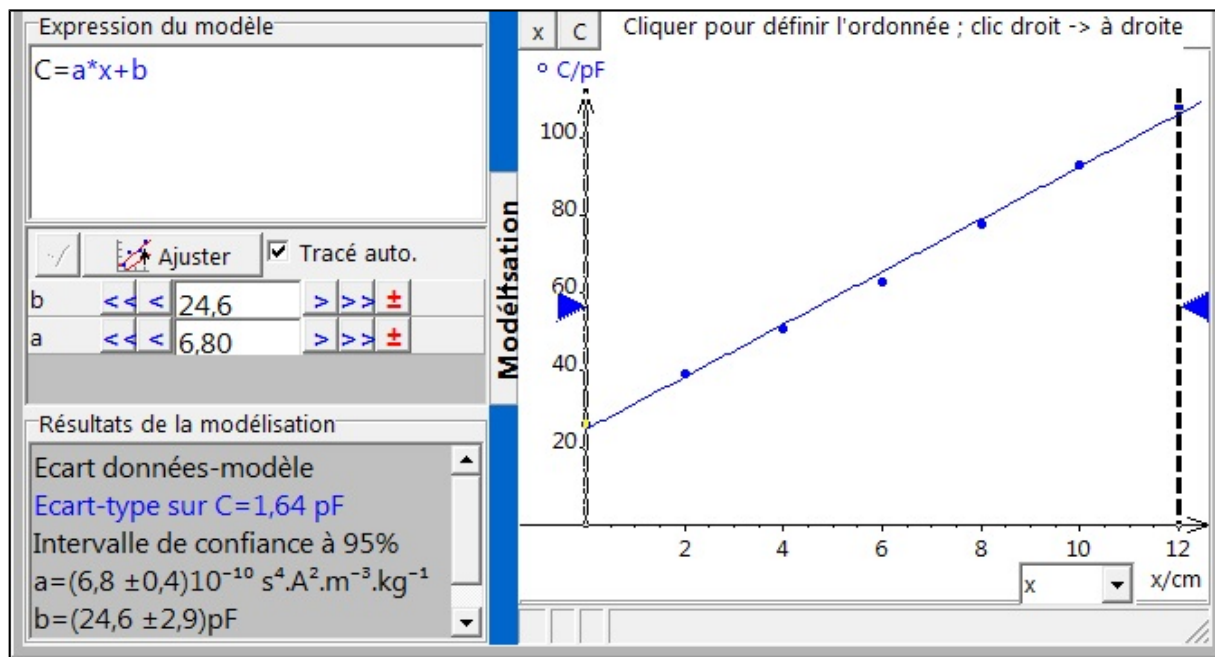 Expression du modèle
C=a*x+b
Ajuster
Tracé auto.
b << < 24,6 > >> ±
a << < 6,80 > >> ±
Résultats de la modélisation
Ecart données-modèle
Ecart-type sur C=1,64 pF
Intervalle de confiance à 95%
a=(6,8 ±0,4)10⁻¹⁰ s⁴.A².m⁻³.kg⁻¹
b=(24,6 ±2,9)pF
Modélisation
x C Cliquer pour définir l'ordonnée ; clic droit -> à droite
C/pF
100
80
60
40
20
2 4 6 8 10 12
x/cm
x